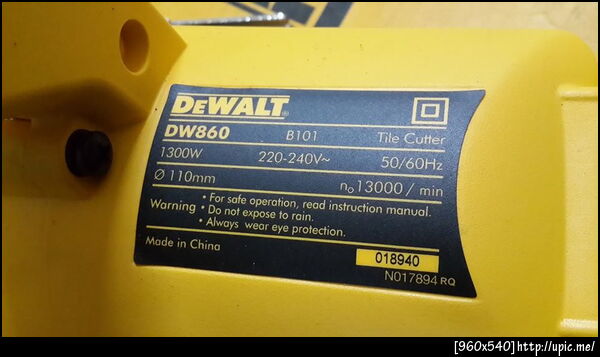 DEWALT
DW860 B101 Tile Cutter
1300W 220-240V~ 50/60Hz
Ø 110mm no 13000 / min
Warning • For safe operation, read instruction manual.
• Do not expose to rain.
• Always wear eye protection.
Made in China 018940
N017894 RQ
[960x540]http://upic.me/